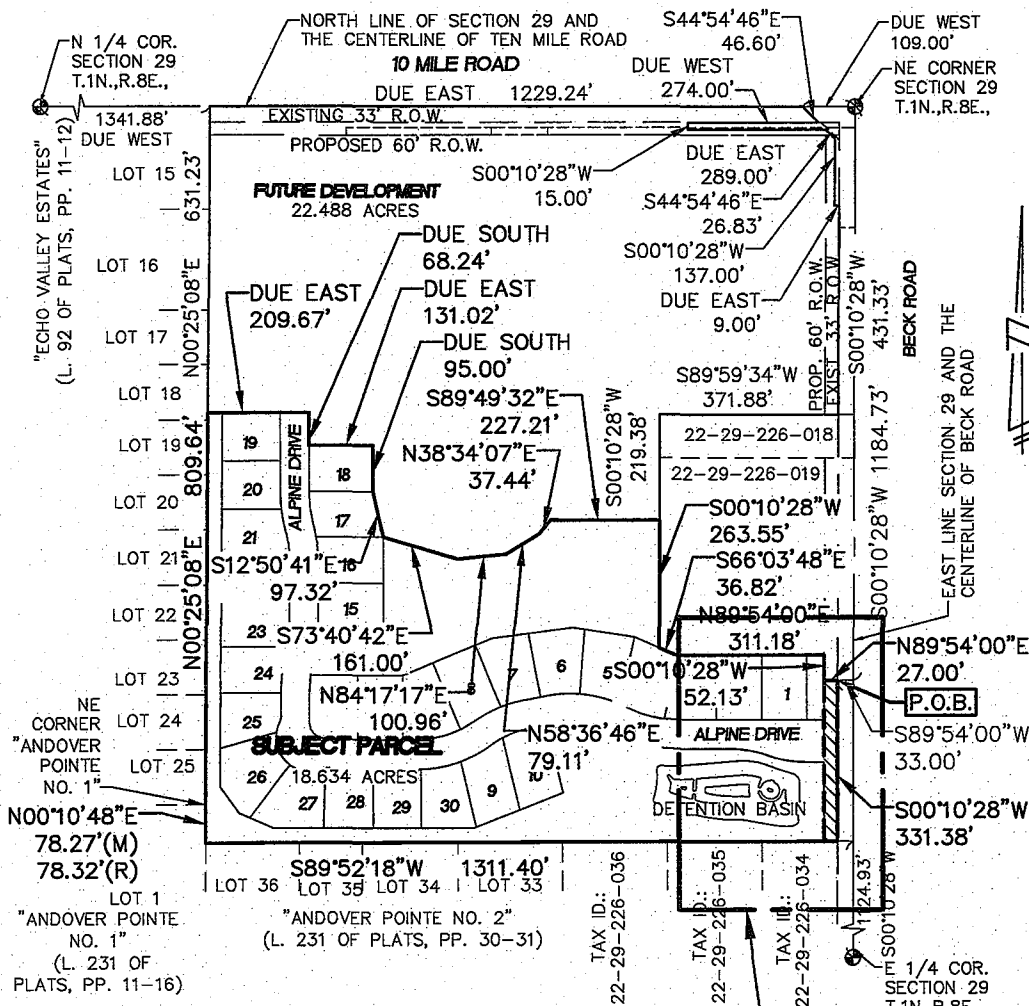 NORTH LINE OF SECTION 29 AND
THE CENTERLINE OF TEN MILE ROAD
10 MILE ROAD
S44°54'46"E
46.60'
DUE WEST
109.00'
N 1/4 COR.
SECTION 29
T.1N.,R.8E.,
DUE WEST
274.00'
NE CORNER
SECTION 29
T.1N.,R.8E.,
DUE EAST 1229.24'
1341.88'
DUE WEST
EXISTING 33' R.O.W.
PROPOSED 60' R.O.W.
"ECHO VALLEY ESTATES"
(L. 92 OF PLATS, PP. 11-12)
LOT 15
LOT 16
LOT 17
LOT 18
LOT 19
LOT 20
LOT 21
LOT 22
LOT 23
LOT 24
LOT 25
N00°25'08"E 631.23'
FUTURE DEVELOPMENT
22.488 ACRES
S00°10'28"W
15.00'
DUE EAST
289.00'
S44°54'46"E
26.83'
S00°10'28"W
137.00'
DUE EAST
9.00'
PROP. 60' R.O.W.
EXIST 33' R.O.W
S00°10'28"W
431.33'
BECK ROAD
DUE SOUTH
68.24'
DUE EAST
209.67'
DUE EAST
131.02'
DUE SOUTH
95.00'
S89°49'32"E
227.21'
N38°34'07"E
37.44'
S89°59'34"W
371.88'
S00°10'28"W
219.38'
22-29-226-018
22-29-226-019
S00°10'28"W 1184.73'
EAST LINE SECTION 29 AND THE
CENTERLINE OF BECK ROAD
N00°25'08"E 809.64'
19
20
21
23
24
25
26
27
28
29
30
9
10
ALPINE DRIVE
18
17
16
15
8
7
6
5
1
S12°50'41"E
97.32'
S73°40'42"E
161.00'
N84°17'17"E
100.96'
N58°36'46"E
79.11'
S00°10'28"W
263.55'
S66°03'48"E
36.82'
N89°54'00"E
311.18'
S00°10'28"W
52.13'
N89°54'00"E
27.00'
P.O.B.
S89°54'00"W
33.00'
ALPINE DRIVE
DETENTION BASIN
S00°10'28"W
331.38'
SUBJECT PARCEL
18.634 ACRES
NE
CORNER
"ANDOVER
POINTE
NO. 1"
N00°10'48"E
78.27'(M)
78.32'(R)
LOT 1
"ANDOVER POINTE
NO. 1"
(L. 231 OF
PLATS, PP. 11-16)
S89°52'18"W 1311.40'
LOT 36
LOT 35
LOT 34
LOT 33
"ANDOVER POINTE NO. 2"
(L. 231 OF PLATS, PP. 30-31)
TAX ID.:
22-29-226-036
TAX ID.:
22-29-226-035
TAX ID.:
22-29-226-034
1124.93'
S00°10'28"W
E 1/4 COR.
SECTION 29
T.1N.,R.8E.,